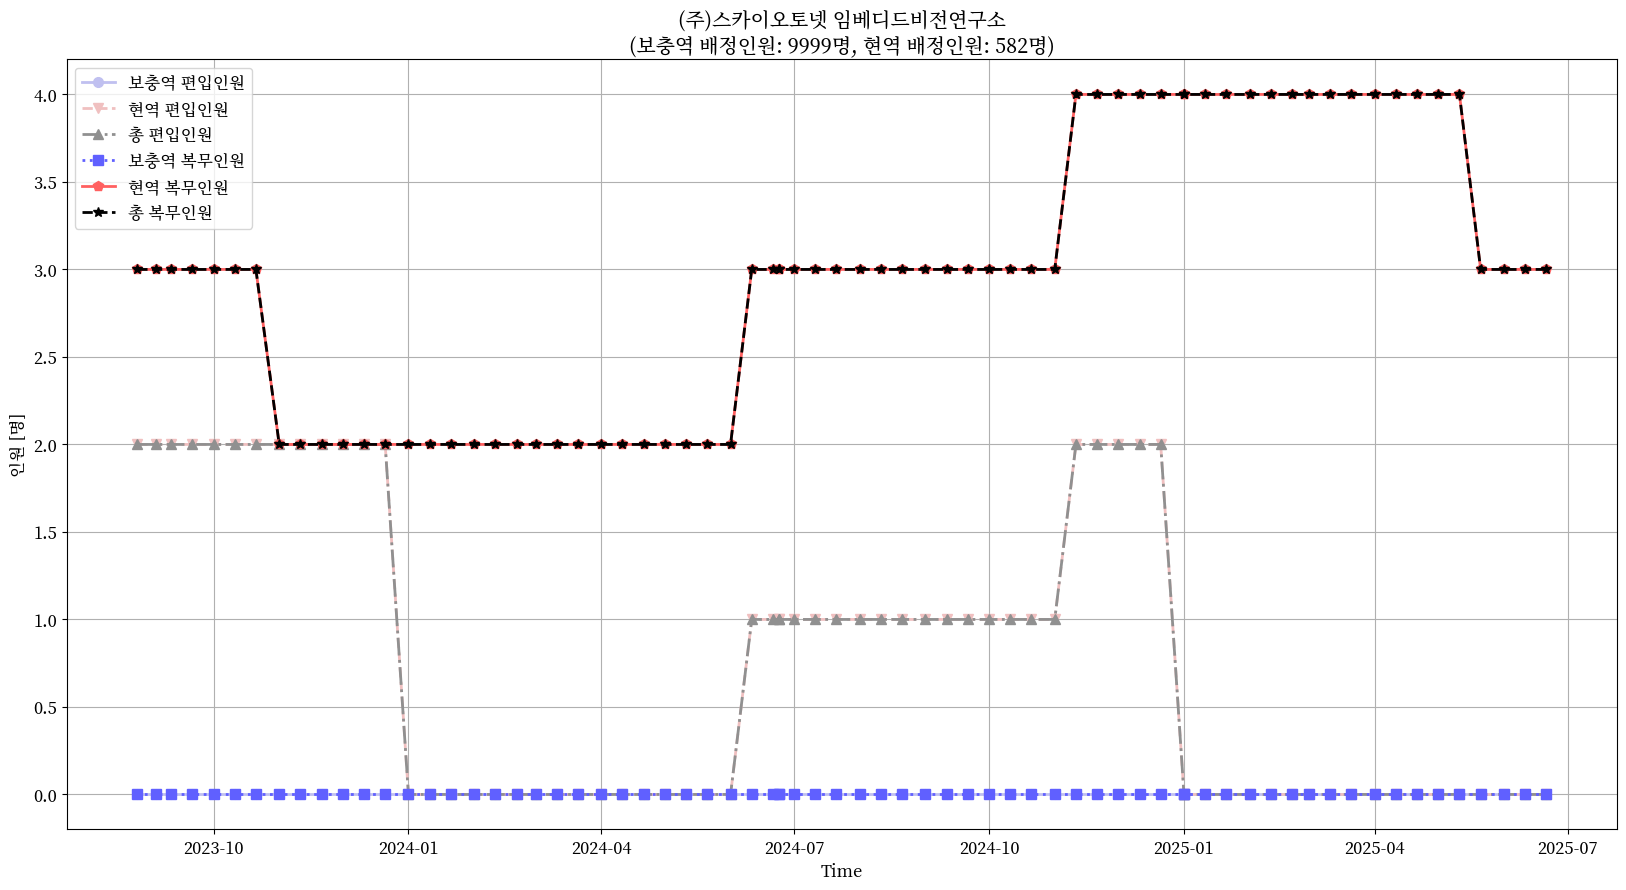 (주)스카이오토넷 임베디드비전연구소
(보충역 배정인원: 9999명, 현역 배정인원: 582명)
보충역 편입인원
현역 편입인원
총 편입인원
보충역 복무인원
현역 복무인원
총 복무인원
4.0
3.5
3.0
2.5
2.0
1.5
1.0
0.5
0.0
인원 [명]
2023-10
2024-01
2024-04
2024-07
2024-10
2025-01
2025-04
2025-07
Time